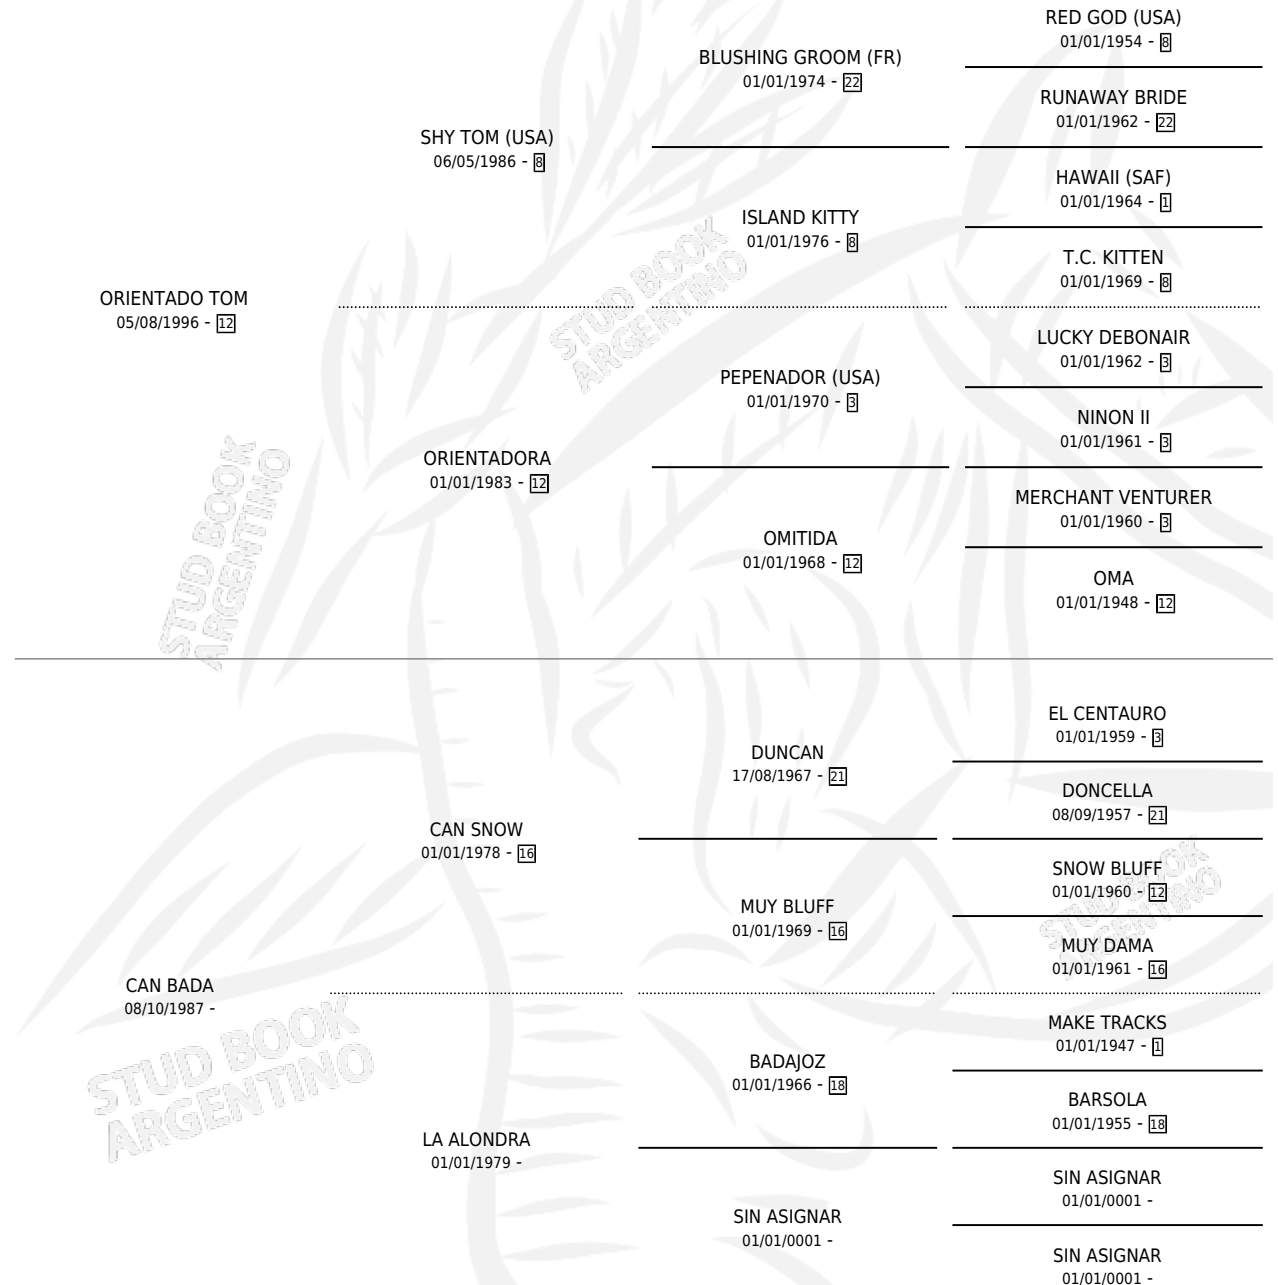 RED GOD (USA)
01/01/1954 - 8
BLUSHING GROOM (FR)
01/01/1974 - 22
RUNAWAY BRIDE
01/01/1962 - 22
SHY TOM (USA)
06/05/1986 - 8
HAWAII (SAF)
01/01/1964 - 1
ISLAND KITTY
01/01/1976 - 8
T.C. KITTEN
01/01/1969 - 8
STUD BOOK
ARGENTINO
ORIENTADO TOM
05/08/1996 - 12
LUCKY DEBONAIR
01/01/1962 - 3
PEPENADOR (USA)
01/01/1970 - 3
NINON II
01/01/1961 - 3
ORIENTADORA
01/01/1983 - 12
MERCHANT VENTURER
01/01/1960 - 3
OMITIDA
01/01/1968 - 12
OMA
01/01/1948 - 12
STUD BOOK
ARGENTINO
EL CENTAURO
01/01/1959 - 3
DUNCAN
17/08/1967 - 21
DONCELLA
08/09/1957 - 21
CAN SNOW
01/01/1978 - 16
SNOW BLUFF
01/01/1960 - 12
MUY BLUFF
01/01/1969 - 16
MUY DAMA
01/01/1961 - 16
STUD BOOK
ARGENTINO
CAN BADA
08/10/1987 -
MAKE TRACKS
01/01/1947 - 1
BADAJOZ
01/01/1966 - 18
BARSOLA
01/01/1955 - 18
STUD BOOK
ARGENTINO
LA ALONDRA
01/01/1979 -
SIN ASIGNAR
01/01/0001 -
SIN ASIGNAR
01/01/0001 -
SIN ASIGNAR
01/01/0001 -